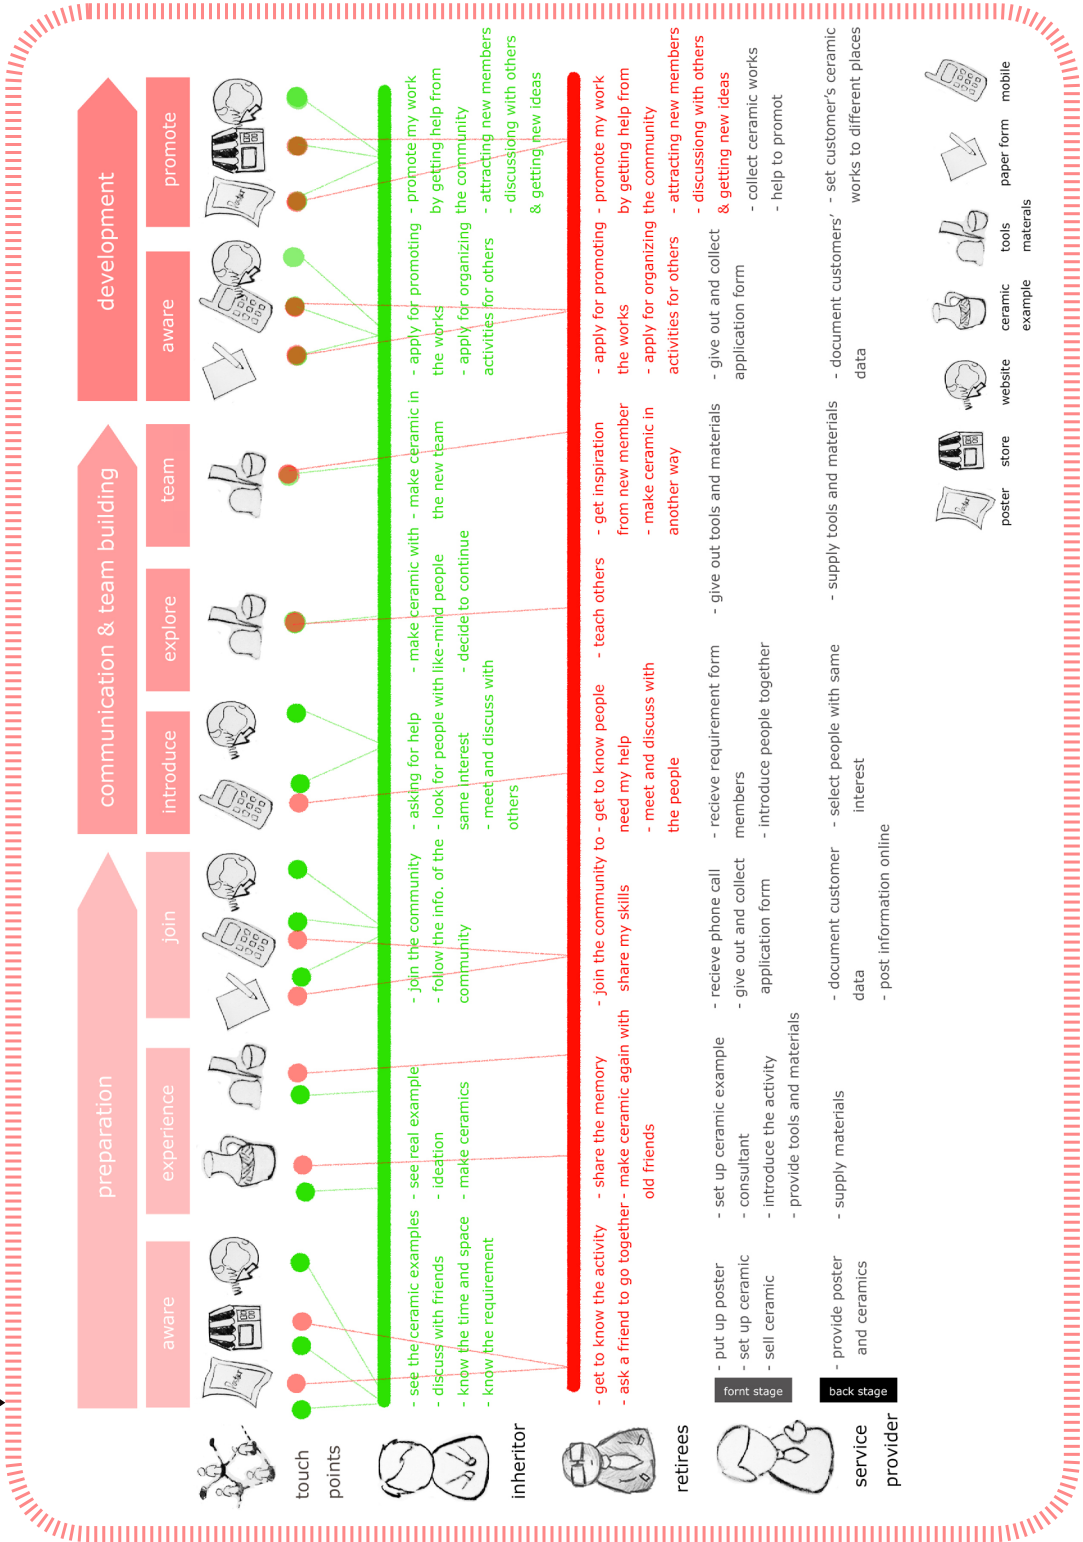 preparation
communication & team building
development
aware
experience
join
introduce
explore
team
aware
promote
touch
points
- see the ceramic examples
- discuss with friends
- know the time and space
- know the requirement
- see real example
- ideation
- make ceramics
- join the community
- follow the info. of the
community
- asking for help
- look for people with like-mind people
same interest
- meet and discuss with
others
- make ceramic with
- decide to continue
- make ceramic in
the new team
- apply for promoting
the works
- apply for organizing
activities for others
- promote my work
by getting help from
the community
- attracting new members
- discussiong with others
& getting new ideas
inheritor
- get to know the activity
- ask a friend to go together
- share the memory
- make ceramic again with
old friends
- join the community to
share my skills
- get to know people
need my help
- meet and discuss with
the people
- teach others
- get inspiration
from new member
- make ceramic in
another way
- apply for promoting
the works
- apply for organizing
activities for others
- promote my work
by getting help from
the community
- attracting new members
- discussiong with others
& getting new ideas
retirees
fornt stage
- put up poster
- set up ceramic
- sell ceramic
- set up ceramic example
- consultant
- introduce the activity
- provide tools and materials
- recieve phone call
- give out and collect
application form
- recieve requirement form
members
- introduce people together
- give out tools and materials
- give out and collect
application form
- collect ceramic works
- help to promot
back stage
- provide poster
and ceramics
- supply materials
- document customer
data
- post information online
- select people with same
interest
- supply tools and materials
- document customers'
data
- set customer's ceramic
works to different places
service
provider
poster
store
website
ceramic
example
tools
materals
paper form
mobile